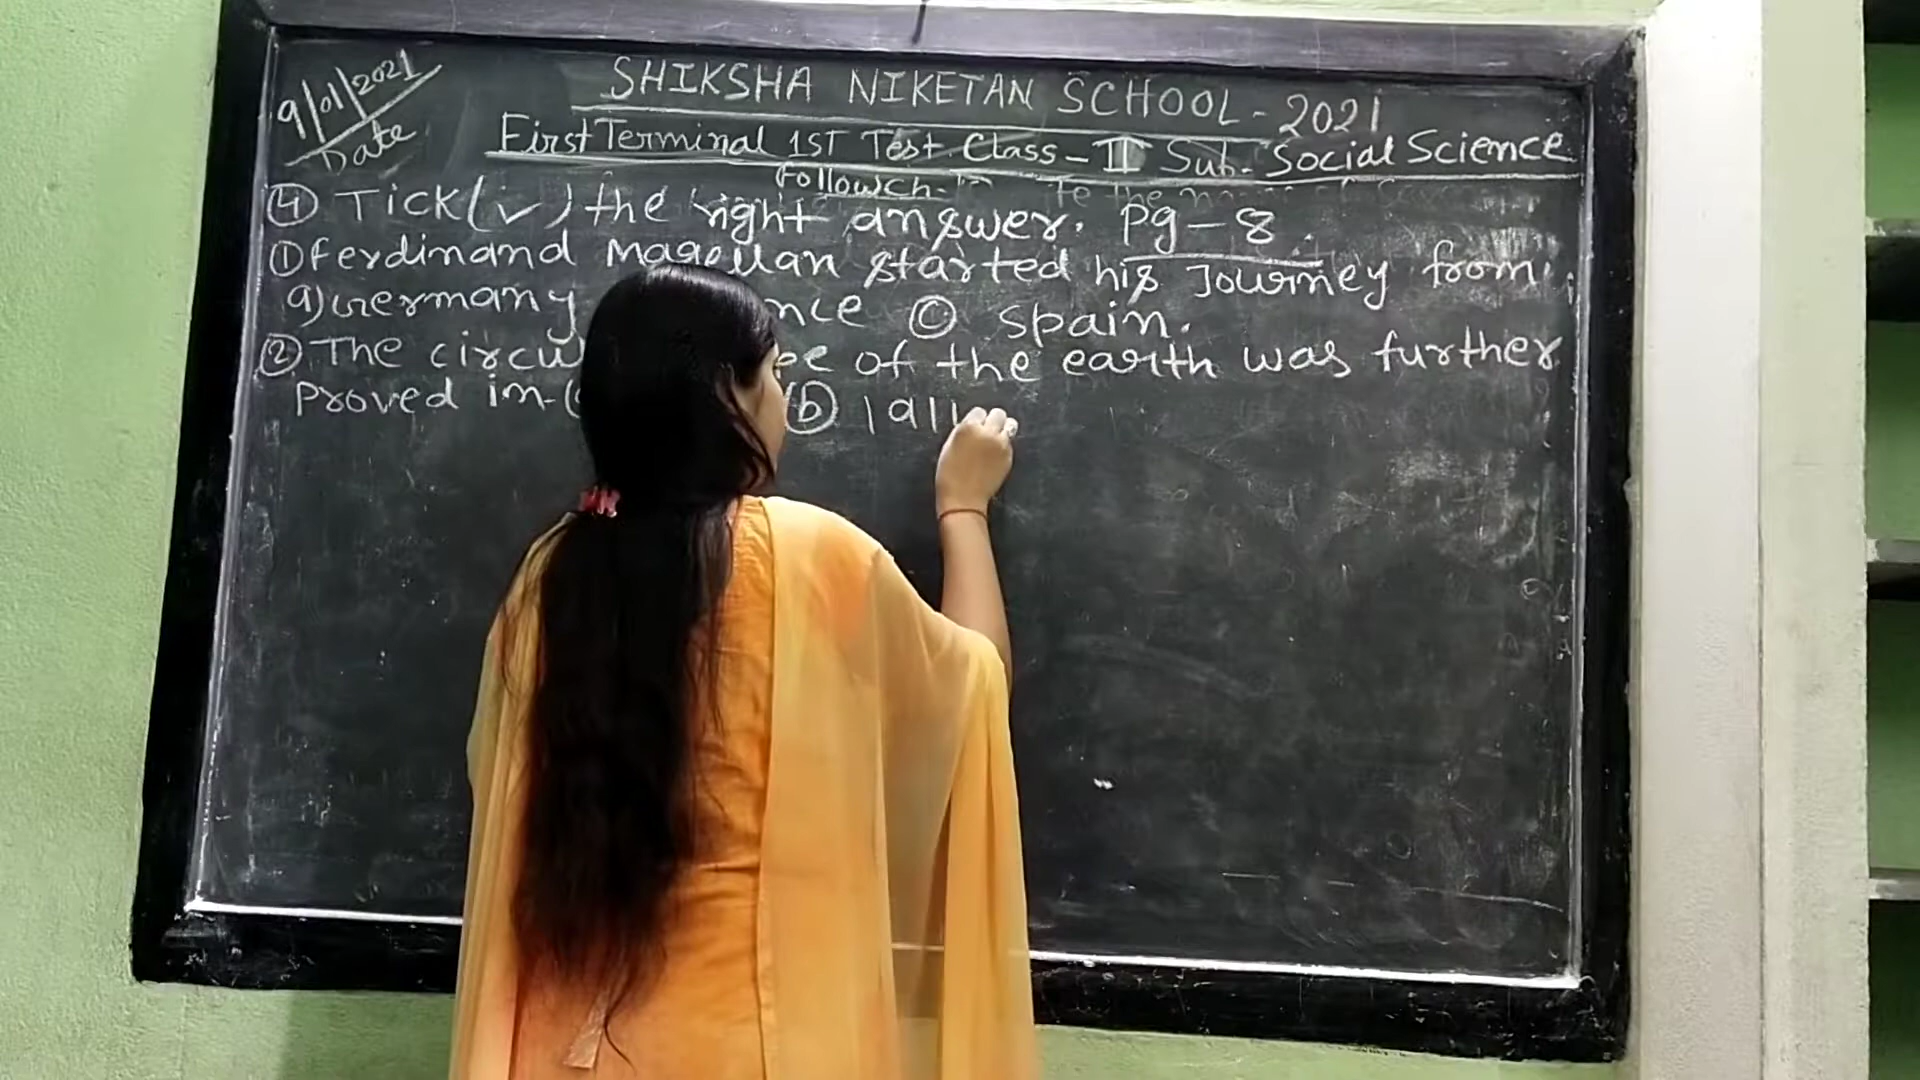 9/01/2021
Date
SHIKSHA NIKETAN SCHOOL - 2021
First Terminal 1ST Test Class - II Sub. Social Science
④ Tick (✓) the right answer. Pg - 8.
① Ferdinand Magellan started his Journey from
a) Germany nce ⓒ Spain.
② The circu of the earth was further
Proved in - ⓑ 1911